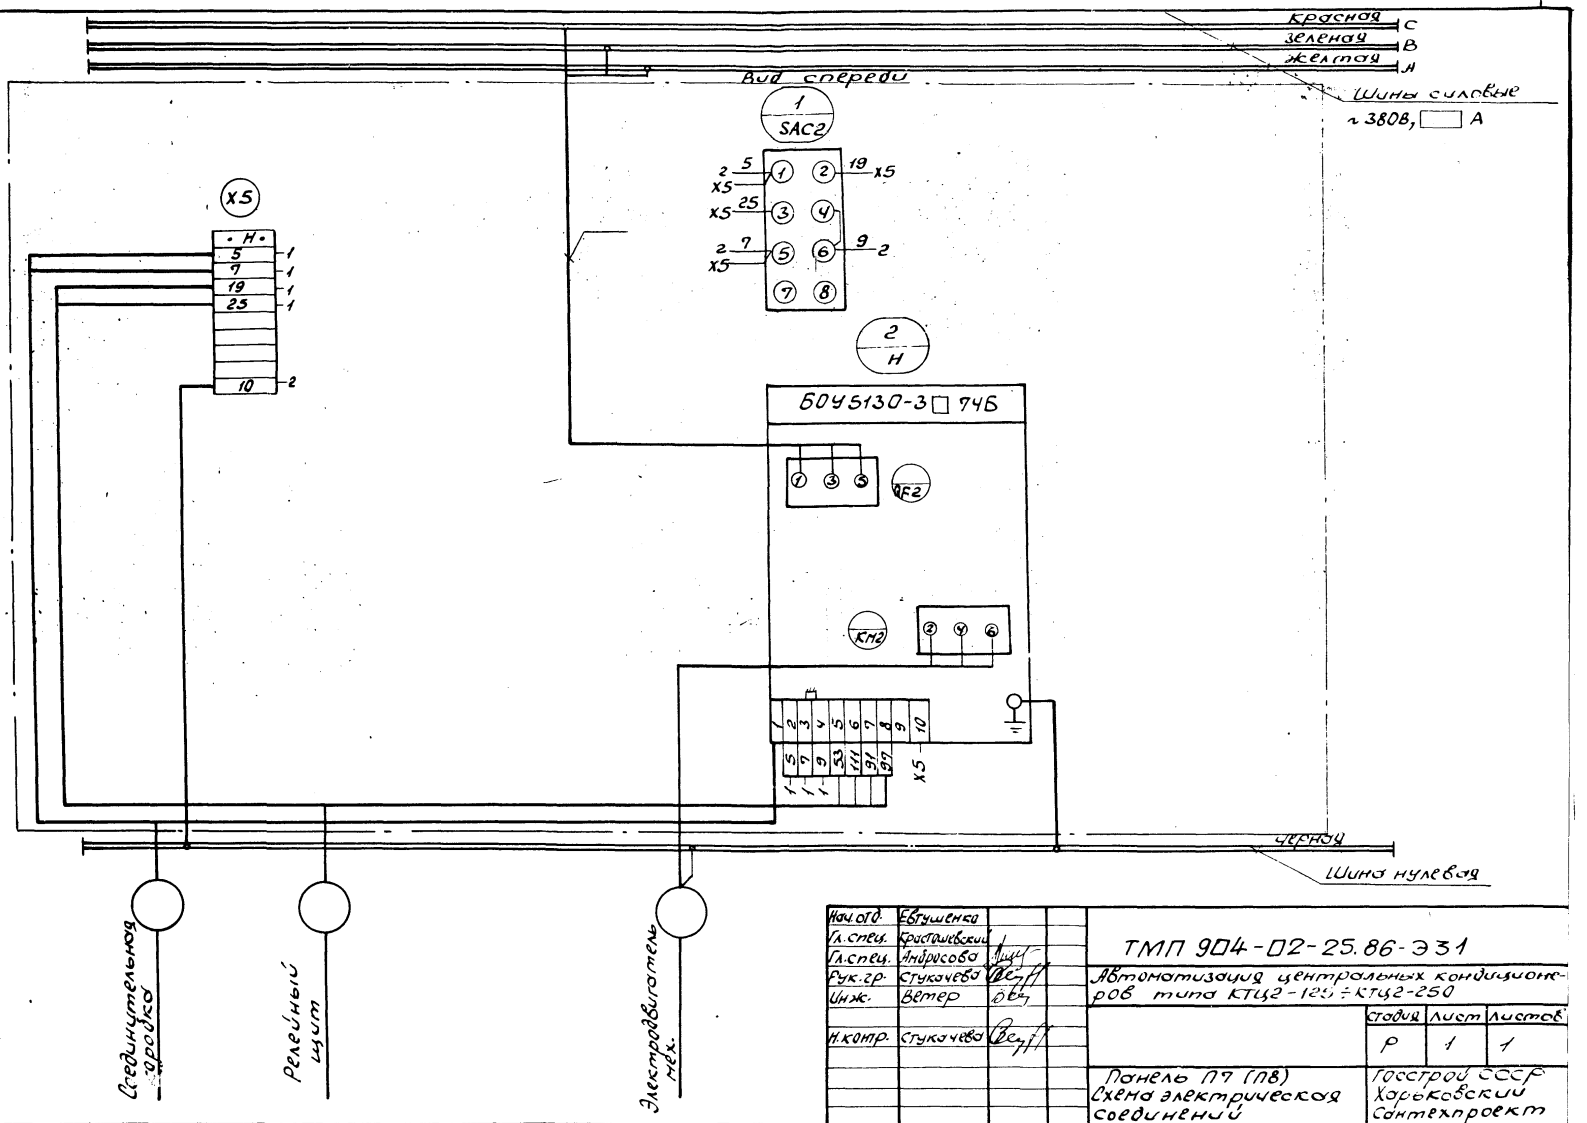 Красная С
Зеленая В
Желтая А
Вид спереди
Шины силовые
~380В, А
1
SAC2
2 5 1 2 19 X5
X5
X5 25 3 4
2 7 5 6 9 2
X5
7 8
X5
• Н •
5 1
7 1
19 1
25 1
10 2
2
Н
БОУ5130-3 74Б
1 3 5
QF2
КМ2
2 4 6
1 2 3 4 5 6 7 8 9 10
5 7 9 53 111 91 97
1 1 1
X5
Черная
Шина нулевая
Соединительная
коробка
Релейный
щит
Электродвигатель
мех.
Нач. отд. Евтушенко
Гл. спец. Крастошевский
Гл. спец. Андросова
Рук. гр. Стукачева
Инж. Ветер
Н. контр. Стукачева
ТМП 904-02-25.86-ЭЗ1
Автоматизация центральных кондиционе-
ров типа КТЦ2-125÷КТЦ2-250
Стадия Лист Листов
Р 1 1
Панель П7 (П8)
Схема электрическая
соединений
Госстрой СССР
Харьковский
Сантехпроект